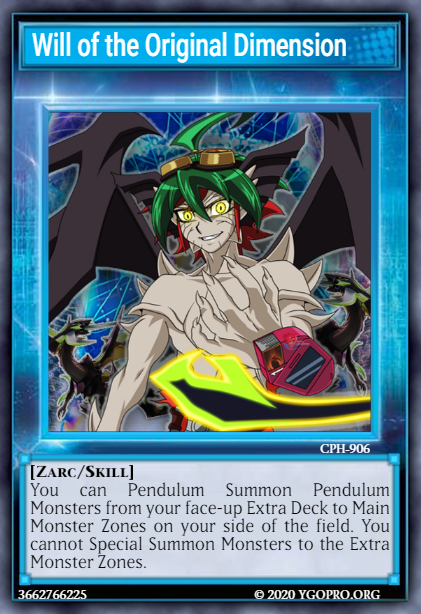 Will of the Original Dimension
CPH-906
[Zarc/Skill]
You can Pendulum Summon Pendulum
Monsters from your face-up Extra Deck to Main
Monster Zones on your side of the field. You
cannot Special Summon Monsters to the Extra
Monster Zones.
3662766225
© 2020 YGOPRO.ORG